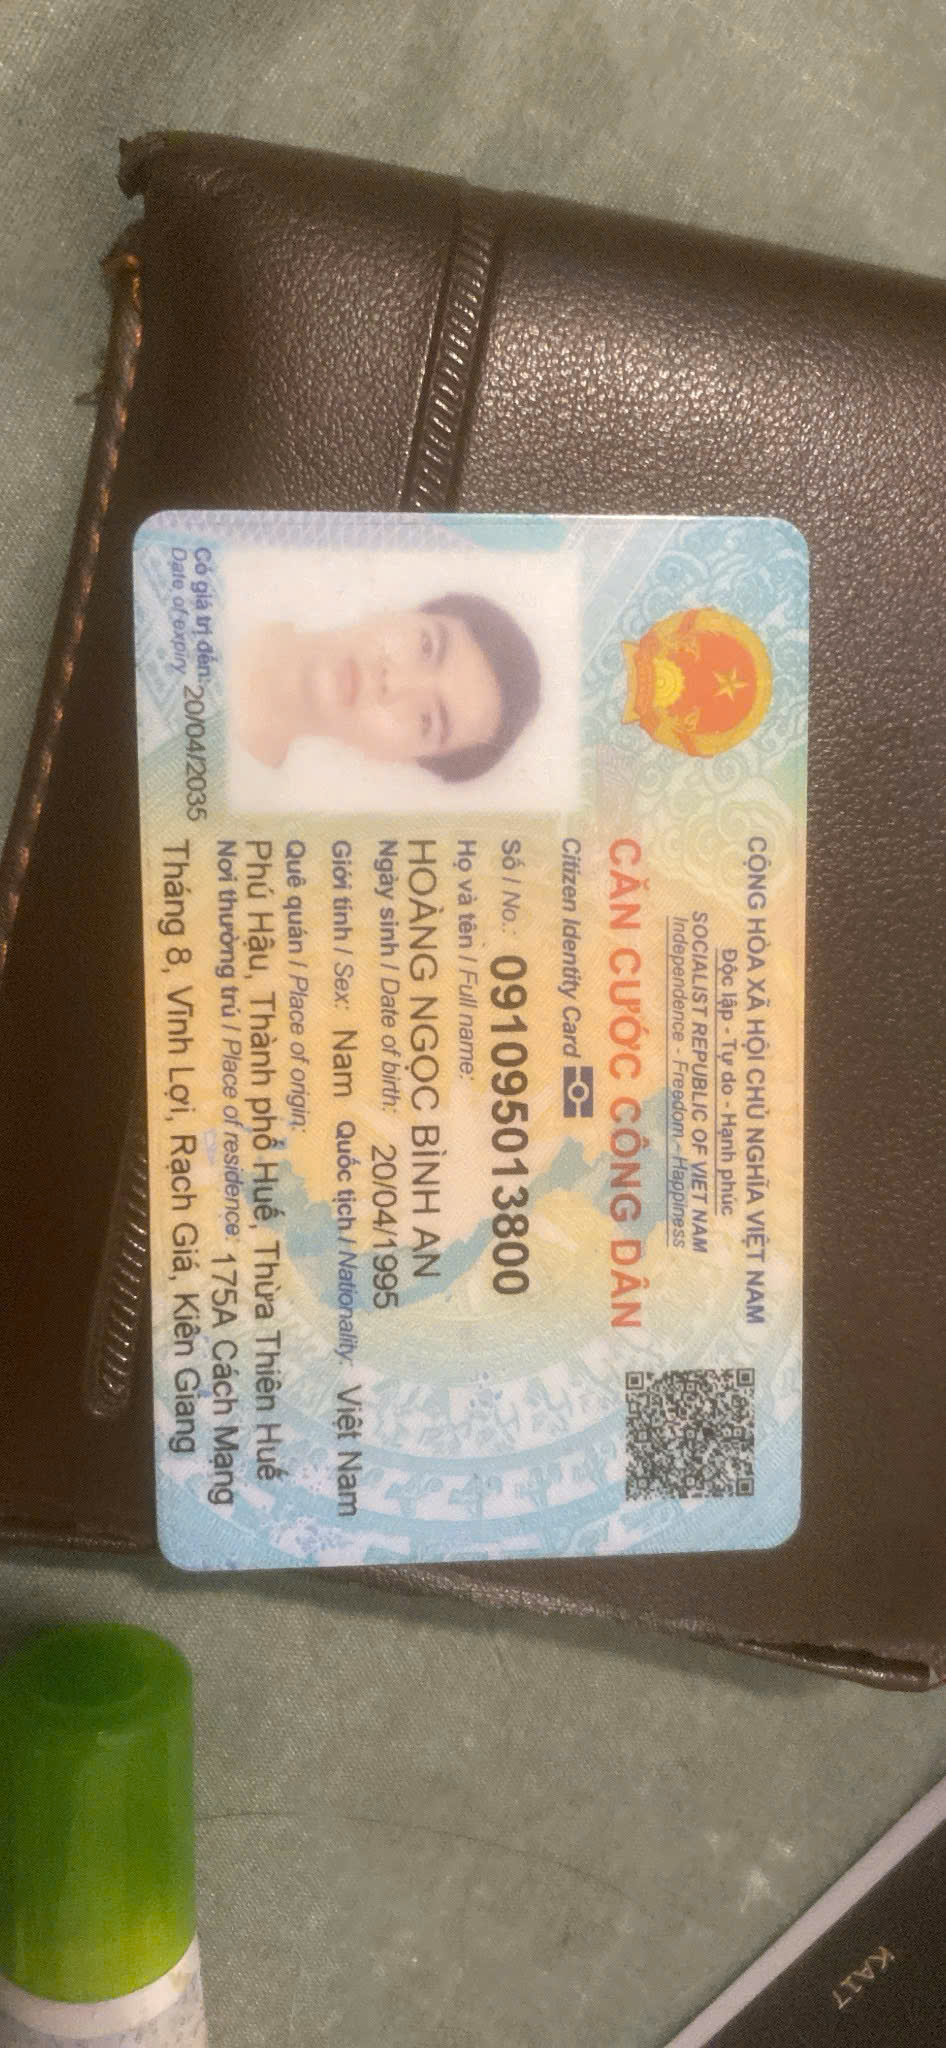 CỘNG HÒA XÃ HỘI CHỦ NGHĨA VIỆT NAM
Độc lập - Tự do - Hạnh phúc
SOCIALIST REPUBLIC OF VIET NAM
Independence - Freedom - Happiness
CĂN CƯỚC CÔNG DÂN
Citizen Identity Card
Số / No.: 091095013800
Họ và tên / Full name:
HOÀNG NGỌC BÌNH AN
Ngày sinh / Date of birth: 20/04/1995
Giới tính / Sex: Nam Quốc tịch / Nationality: Việt Nam
Quê quán / Place of origin:
Phú Hậu, Thành phố Huế, Thừa Thiên Huế
Nơi thường trú / Place of residence: 175A Cách Mạng
Tháng 8, Vĩnh Lợi, Rạch Giá, Kiên Giang
Có giá trị đến: 20/04/2035
Date of expiry
KA17